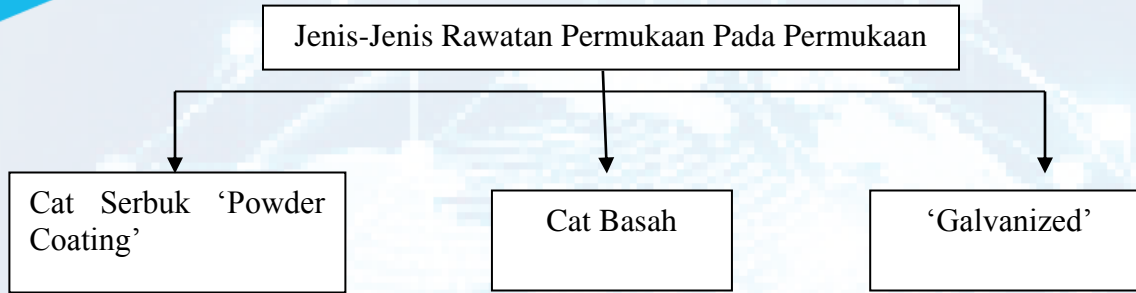 Jenis-Jenis Rawatan Permukaan Pada Permukaan
Cat Serbuk ‘Powder
Coating’
Cat Basah
‘Galvanized’